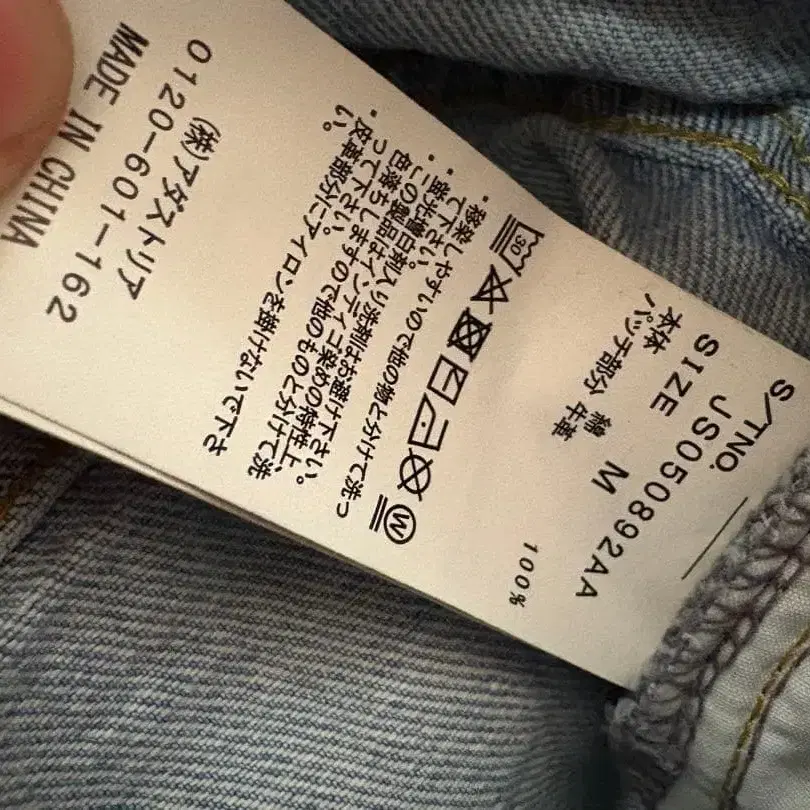 S/TNO.
JS050892AA
SIZE M
本体 綿 100%
パッチ部分 牛革
30
W
・移染しやすいので他の物と分けて洗っ
て下さい。
・蛍光増白剤入り洗剤はお避け下さい。
・この製品はインディゴ染めの特性上、
色落ちしますので他のものと分けて洗
って下さい。
・皮革部分にアイロンを掛けないで下さ
い。
(株)アダストリア
0120-601-162
MADE IN CHINA